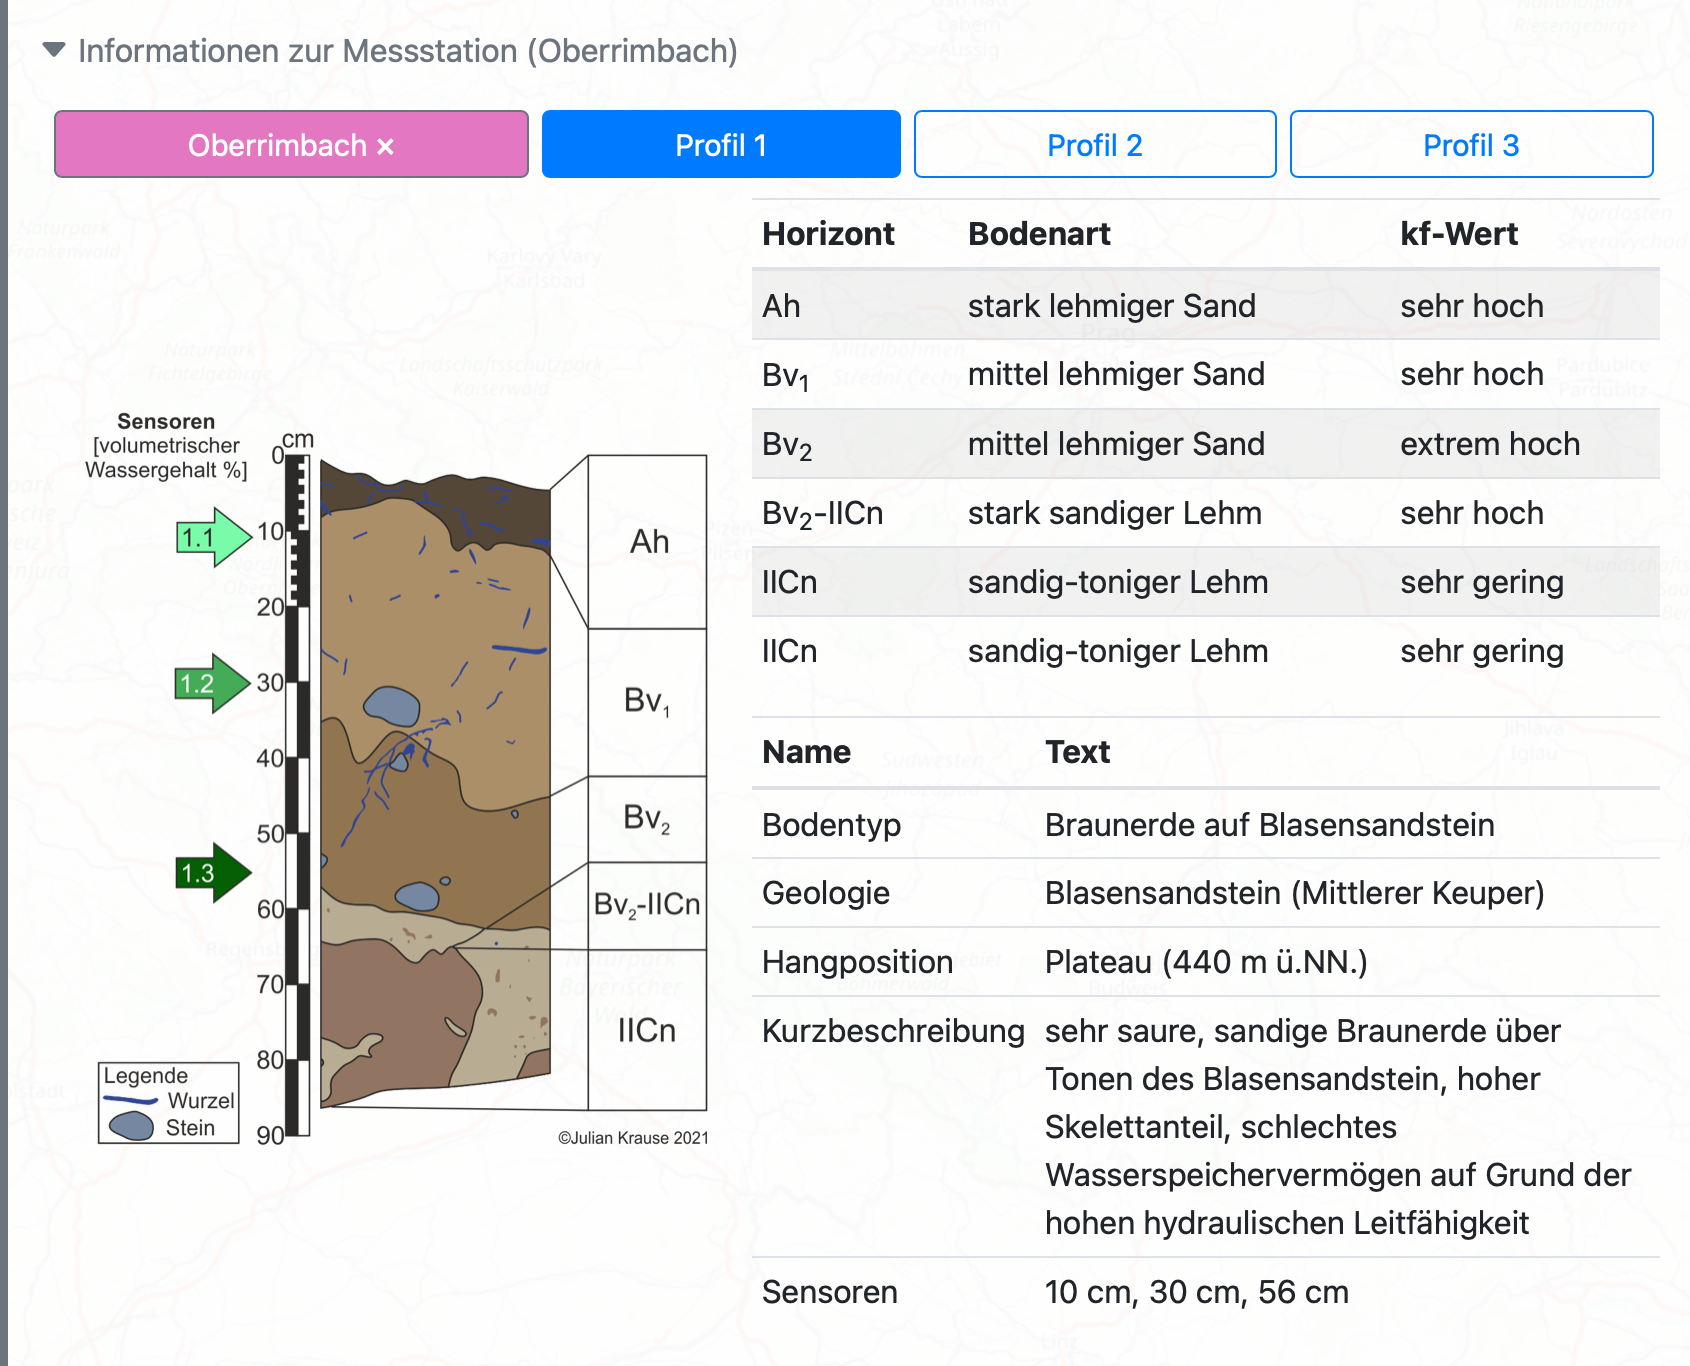 Informationen zur Messstation (Oberrimbach)
Oberrimbach ×
Profil 1
Profil 2
Profil 3
Sensoren
[volumetrischer
Wassergehalt %]
cm
0
10
20
30
40
50
60
70
80
90
1.1
1.2
1.3
Ah
Bv₁
Bv₂
Bv₂-IICn
IICn
Legende
Wurzel
Stein
©Julian Krause 2021
Horizont Bodenart kf-Wert
Ah stark lehmiger Sand sehr hoch
Bv₁ mittel lehmiger Sand sehr hoch
Bv₂ mittel lehmiger Sand extrem hoch
Bv₂-IICn stark sandiger Lehm sehr hoch
IICn sandig-toniger Lehm sehr gering
IICn sandig-toniger Lehm sehr gering
Name Text
Bodentyp Braunerde auf Blasensandstein
Geologie Blasensandstein (Mittlerer Keuper)
Hangposition Plateau (440 m ü.NN.)
Kurzbeschreibung sehr saure, sandige Braunerde über
Tonen des Blasensandstein, hoher
Skelettanteil, schlechtes
Wasserspeichervermögen auf Grund der
hohen hydraulischen Leitfähigkeit
Sensoren 10 cm, 30 cm, 56 cm